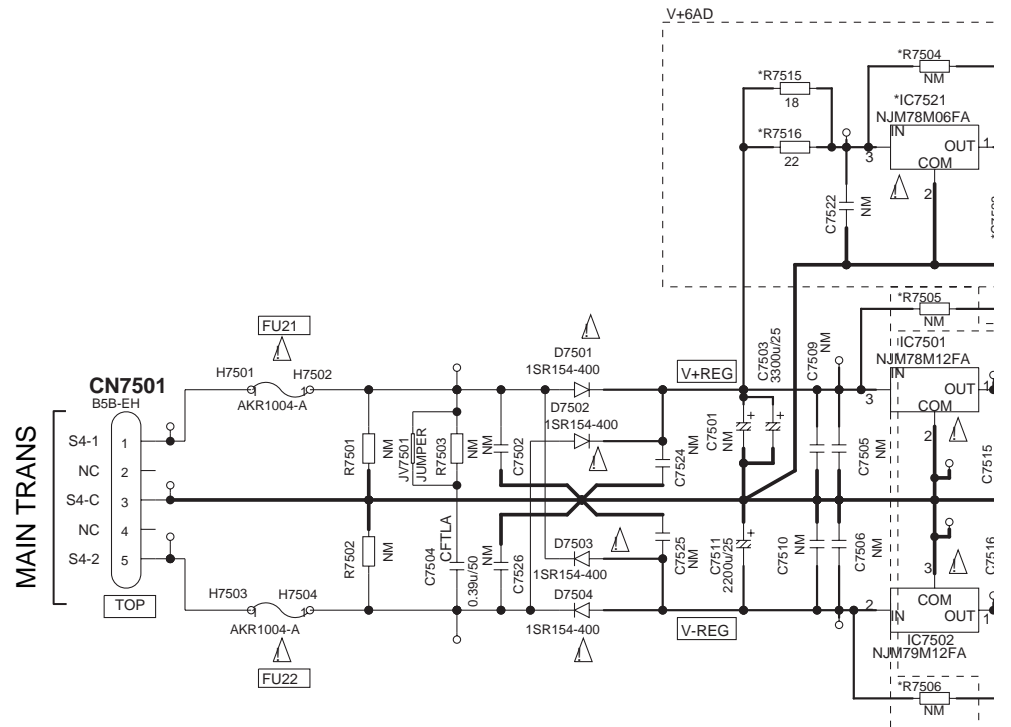 V+6AD
*R7504
NM
*R7515
18
*IC7521
NJM78M06FA
IN
OUT
1
COM
3
2
*R7516
22
C7522
NM
*R7505
NM
FU21
H7501
H7502
AKR1004-A
D7501
1SR154-400
D7502
1SR154-400
V+REG
C7503
3300u/25
C7509
NM
IC7501
NJM78M12FA
IN
OUT
1
COM
3
2
CN7501
B5B-EH
MAIN TRANS
S4-1
1
NC
2
S4-C
3
NC
4
S4-2
5
TOP
R7501
NM
JV7501
JUMPER
R7503
NM
NM
C7502
C7524
NM
C7501
NM
+
+
C7505
NM
C7515
R7502
NM
C7504
CFTLA
0.39u/50
NM
C7526
D7503
1SR154-400
D7504
1SR154-400
C7525
NM
C7511
2200u/25
+
C7510
NM
C7506
NM
C7516
3
H7503
H7504
AKR1004-A
FU22
V-REG
2
IN
COM
OUT
1
IC7502
NJM79M12FA
*R7506
NM